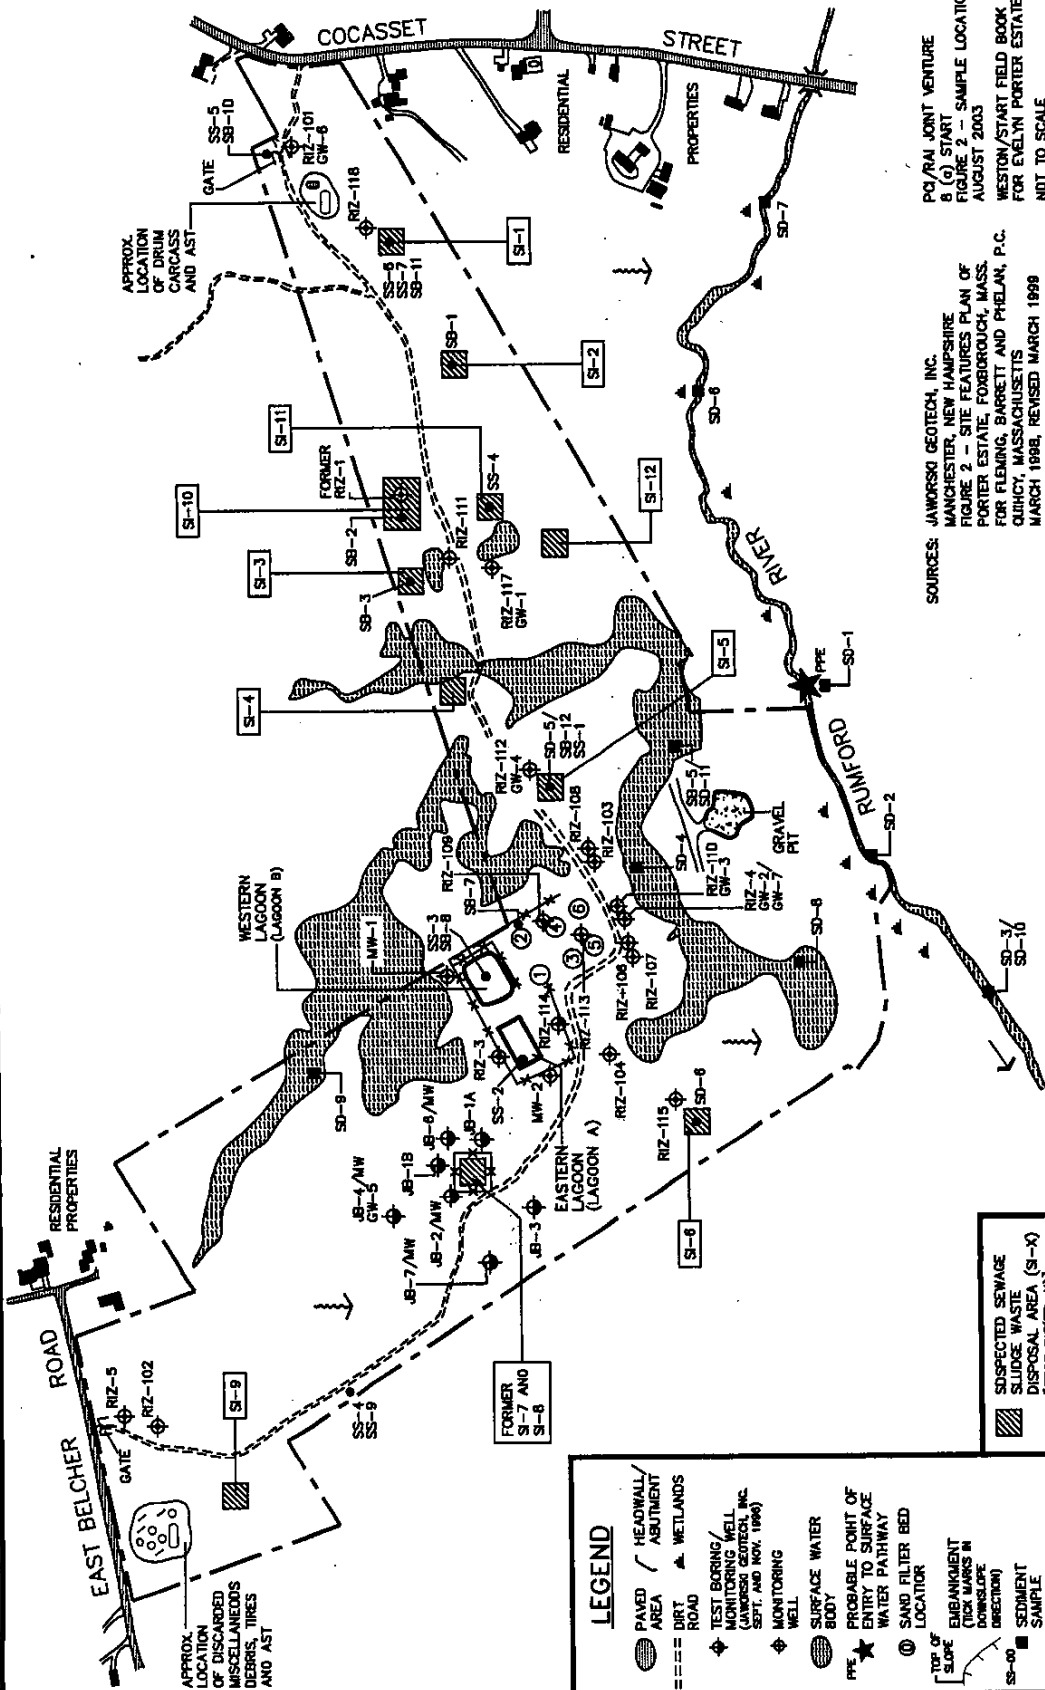 COCASSET
STREET
RESIDENTIAL
PROPERTIES
GATE
SS-5
SB-10
RIZ-101
GW-6
RIZ-118
APPROX.
LOCATION
OF DRUM
CARCASS
AND AST
SS-6
SS-7
SB-11
SI-1
SB-1
SI-2
SI-11
SI-10
FORMER
RIZ-1
SB-2
SS-4
RIZ-111
SI-12
SI-3
SB-3
RIZ-117
GW-1
SI-4
SI-5
RIZ-112
GW-4
SD-5/
SB-12
SS-1
RIZ-108
RIZ-103
RIZ-109
SB-7
SS-3
SB-8
WESTERN
LAGOON
(LAGOON B)
MW-1
①
②
③
④
⑤
⑥
RIZ-114
RIZ-113
RIZ-106
RIZ-107
RIZ-110
GW-3
RIZ-4
GW-2/
GW-7
SD-4
SB-5/
SD-11
GRAVEL
PIT
SD-8
RIZ-3
SS-2
MW-2
RIZ-104
EASTERN
LAGOON
(LAGOON A)
RIZ-115
SD-6
SI-6
SD-9
JB-6/MW
JB-1A
JB-1B
JB-4/MW
GW-5
JB-2/MW
JB-7/MW
JB-3
FORMER
SI-7 AND
SI-8
RESIDENTIAL
PROPERTIES
EAST BELCHER ROAD
RIZ-5
RIZ-102
GATE
SI-9
SS-4
SS-9
APPROX.
LOCATION
OF DISCARDED
MISCELLANEODS
DEBRIS, TIRES
AND AST
RUMFORD
RIVER
SD-7
SD-6
PPE
SD-1
SD-2
SD-3/
SD-10
SOURCES: JAWORSKI GEOTECH, INC.
MANCHESTER, NEW HAMPSHIRE
FIGURE 2 - SITE FEATURES PLAN OF
PORTER ESTATE, FOXBOROUGH, MASS.
FOR FLEMING, BARRETT AND PHELAN, P.C.
QUIHCY, MASSACHUSETTS
MARCH 1998, REVISED MARCH 1999
PCI/RAI JOINT VENTURE
8 (a) START
FIGURE 2 - SAMPLE LOCATIO
AUGUST 2003
WESTON/START FIELD BOOK
FOR EVELYN PORTER ESTATE
NOT TO SCALE
LEGEND
PAVED
AREA
HEADWALL/
ABUTMENT
DIRT
ROAD
WETLANDS
TEST BORING/
MONITORING WELL
(JAWORSKI GEOTECH, INC.
SEPT. AND NOV. 1996)
MONITORING
WELL
SURFACE WATER
BODY
PPE
PROBABLE POINT OF
ENTRY TO SURFACE
WATER PATHWAY
SAND FILTER BED
LOCATIOR
TOP OF
SLOPE
EMBANKMENT
(TICK MARKS IN
DOWNSLOPE
DIRECTION)
SS-00
SEDIMENT
SAMPLE
SDSPECTED SEWAGE
SLUDGE WASTE
DISPOSAL AREA (SI-X)